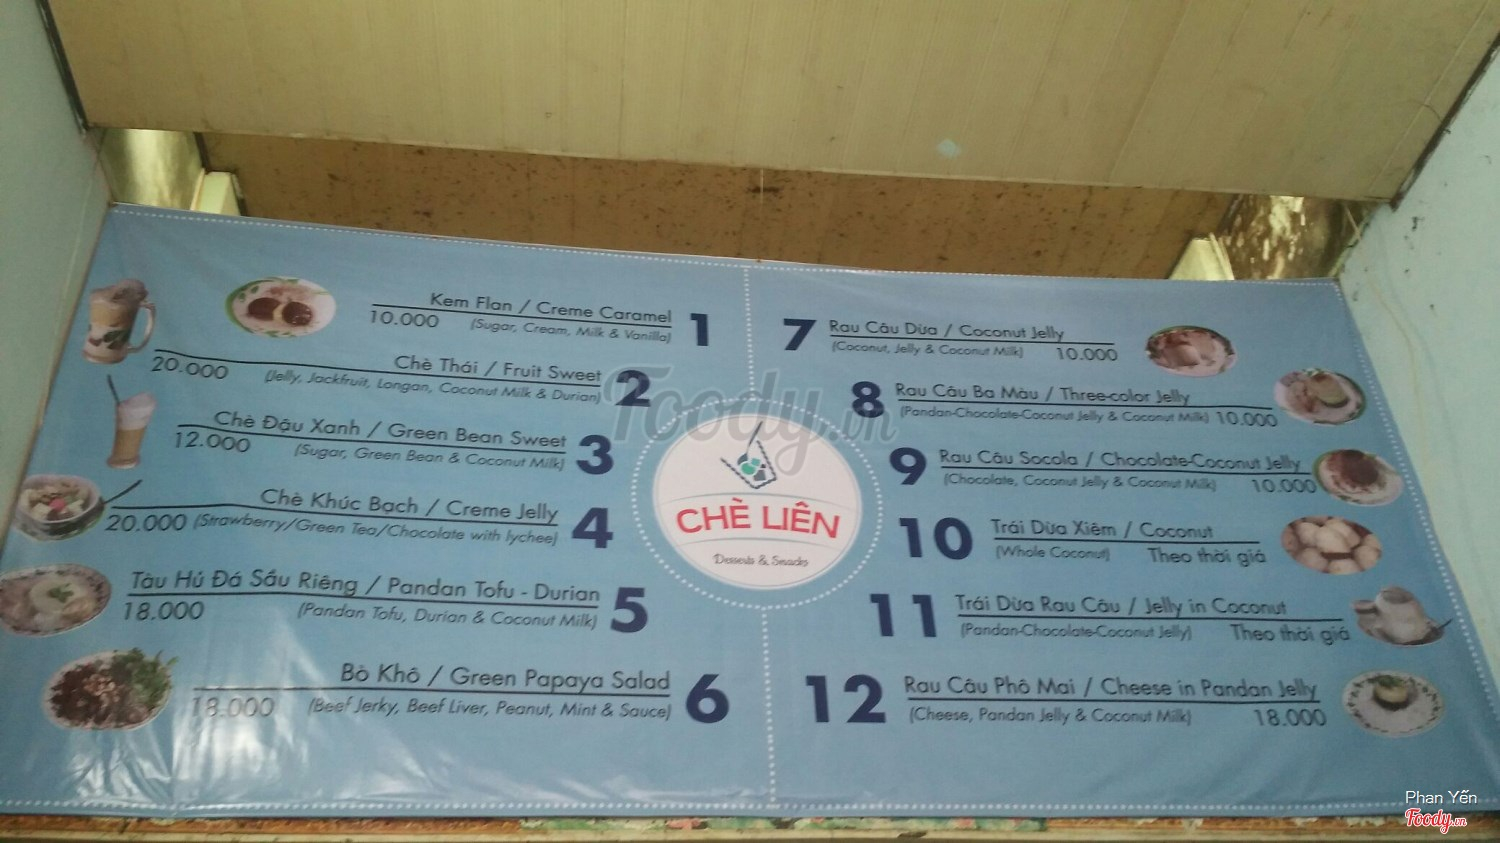 Kem Flan / Creme Caramel 1
10.000 (Sugar, Cream, Milk & Vanilla)
Chè Thái / Fruit Sweet 2
20.000 (Jelly, Jackfruit, Longan, Coconut Milk & Durian)
Chè Đậu Xanh / Green Bean Sweet 3
12.000 (Sugar, Green Bean & Coconut Milk)
Chè Khúc Bạch / Creme Jelly 4
20.000 (Strawberry/Green Tea/Chocolate with lychee)
Tàu Hủ Đá Sầu Riêng / Pandan Tofu - Durian 5
18.000 (Pandan Tofu, Durian & Coconut Milk)
Bò Khô / Green Papaya Salad 6
18.000 (Beef Jerky, Beef Liver, Peanut, Mint & Sauce)
CHÈ LIÊN
Desserts & Snacks
7 Rau Câu Dừa / Coconut Jelly
(Coconut, Jelly & Coconut Milk) 10.000
8 Rau Câu Ba Màu / Three-color Jelly
(Pandan-Chocolate-Coconut Jelly & Coconut Milk) 10.000
9 Rau Câu Socola / Chocolate-Coconut Jelly
(Chocolate, Coconut Jelly & Coconut Milk) 10.000
10 Trái Dừa Xiêm / Coconut
(Whole Coconut) Theo thời giá
11 Trái Dừa Rau Câu / Jelly in Coconut
(Pandan-Chocolate-Coconut Jelly) Theo thời giá
12 Rau Câu Phô Mai / Cheese in Pandan Jelly
(Cheese, Pandan Jelly & Coconut Milk) 18.000
Foody.vn
Phan Yến
Foody.vn